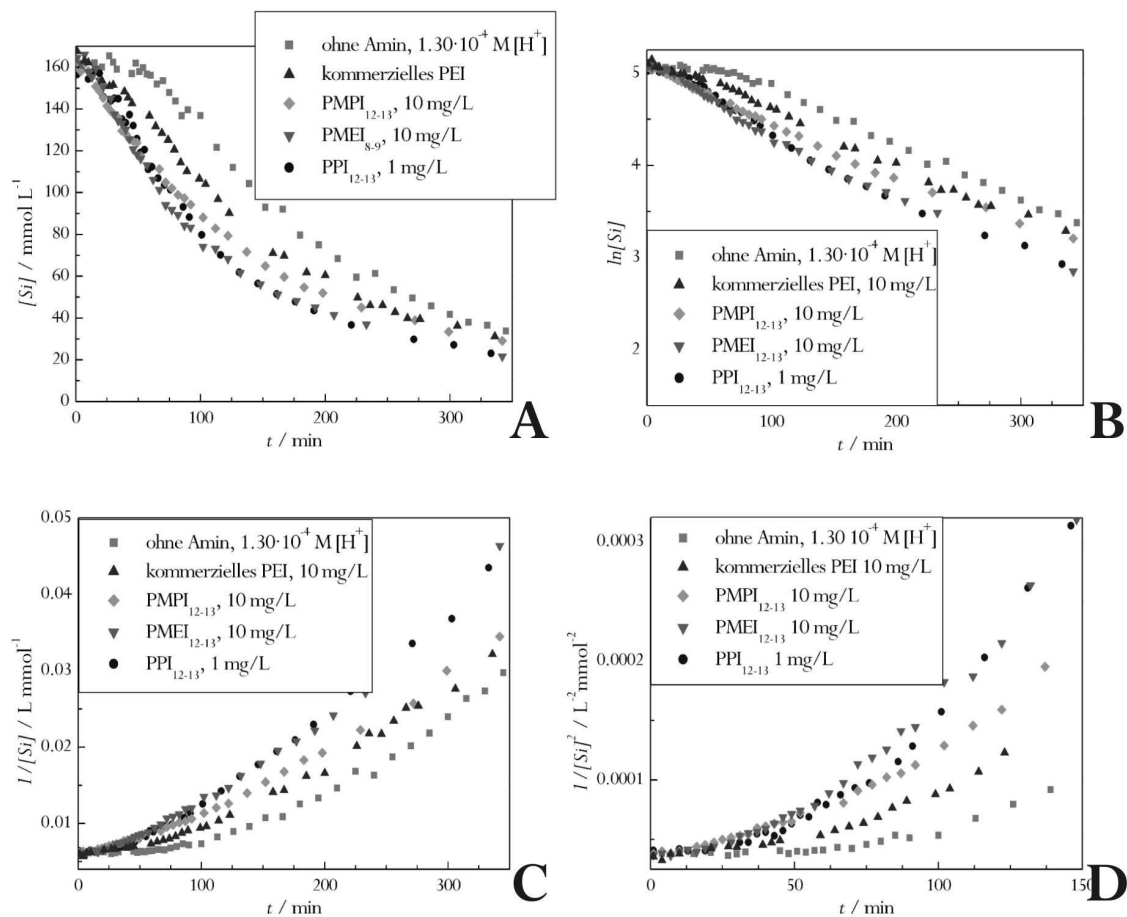 ohne Amin, 1.30·10⁻⁴ M [H⁺]
kommerzielles PEI
PMPI₁₂₋₁₃, 10 mg/L
PMEI₈₋₉, 10 mg/L
PPI₁₂₋₁₃, 1 mg/L
[Si] / mmol L⁻¹
160
140
120
100
80
60
40
20
0
0 100 200 300
t / min
A
ln[Si]
5
4
3
2
ohne Amin, 1.30·10⁻⁴ M [H⁺]
kommerzielles PEI, 10 mg/L
PMPI₁₂₋₁₃, 10 mg/L
PMEI₁₂₋₁₃, 10 mg/L
PPI₁₂₋₁₃, 1 mg/L
0 100 200 300
t / min
B
1/[Si] / L mmol⁻¹
0.05
0.04
0.03
0.02
0.01
ohne Amin, 1.30·10⁻⁴ M [H⁺]
kommerzielles PEI, 10 mg/L
PMPI₁₂₋₁₃, 10 mg/L
PMEI₁₂₋₁₃, 10 mg/L
PPI₁₂₋₁₃, 1 mg/L
0 100 200 300
t / min
C
1/[Si]² / L⁻² mmol⁻²
0.0003
0.0002
0.0001
ohne Amin, 1.30 10⁻⁴ M [H⁺]
kommerzielles PEI 10 mg/L
PMPI₁₂₋₁₃ 10 mg/L
PMEI₁₂₋₁₃ 10 mg/L
PPI₁₂₋₁₃ 1 mg/L
0 50 100 150
t / min
D